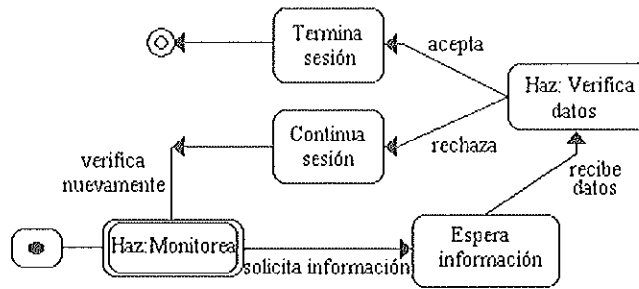 Termina
sesión
acepta
Haz: Verifica
datos
Continua
sesión
rechaza
verifica
nuevamente
recibe
datos
Haz:Monitorea
solicita información
Espera
información